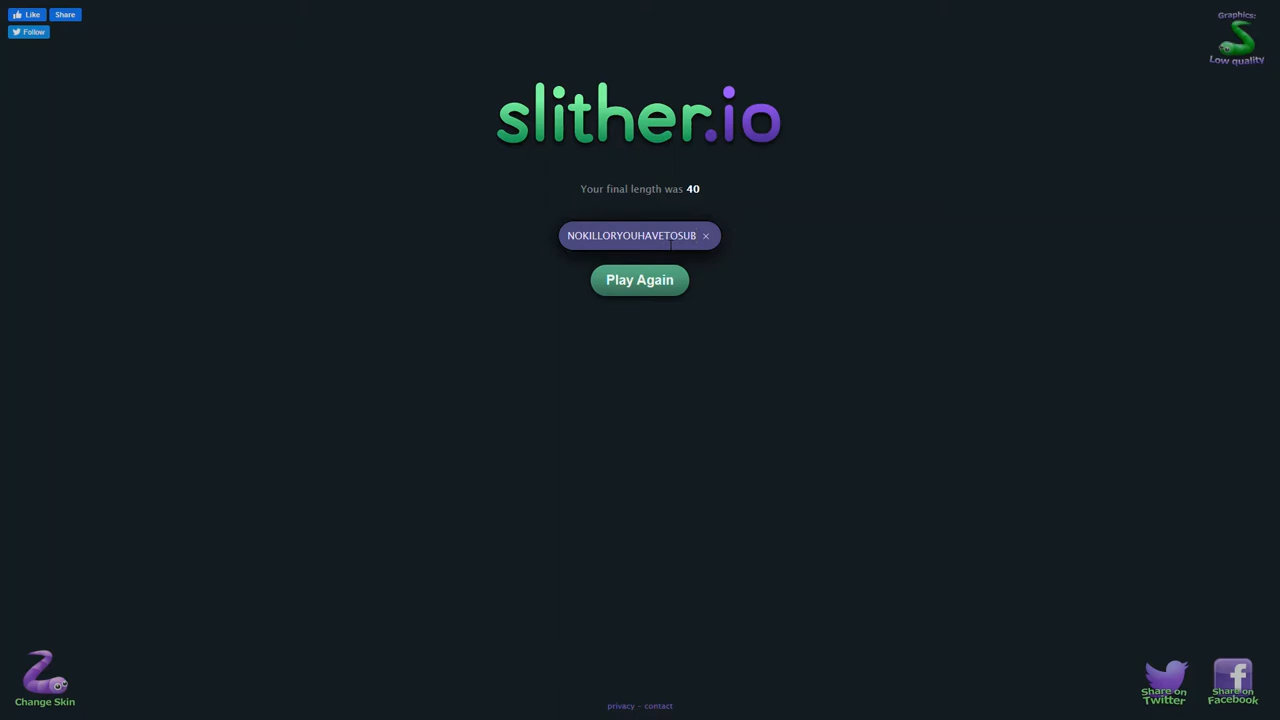 Like Share
Follow
Graphics:
Low quality
slither.io
Your final length was 40
NOKILLORYOUHAVETOSUB ×
Play Again
Change Skin
Share on
Twitter
f
Share on
Facebook
privacy - contact